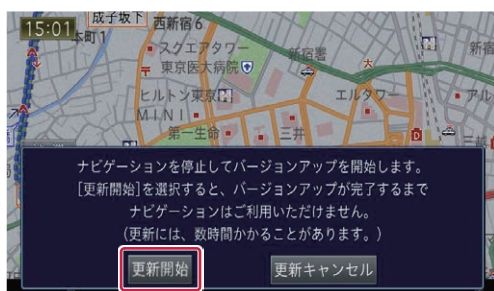 15:01
成子坂下
本町1
西新宿6
スクエアタワー
東京医大病院
新宿署
新宿
大
ヒルトン東京
エルタワー
アル
MINI
第一生命
三井
三越
ナビゲーションを停止してバージョンアップを開始します。
[更新開始]を選択すると、バージョンアップが完了するまで
ナビゲーションはご利用いただけません。
(更新には、数時間かかることがあります。)
更新開始
更新キャンセル